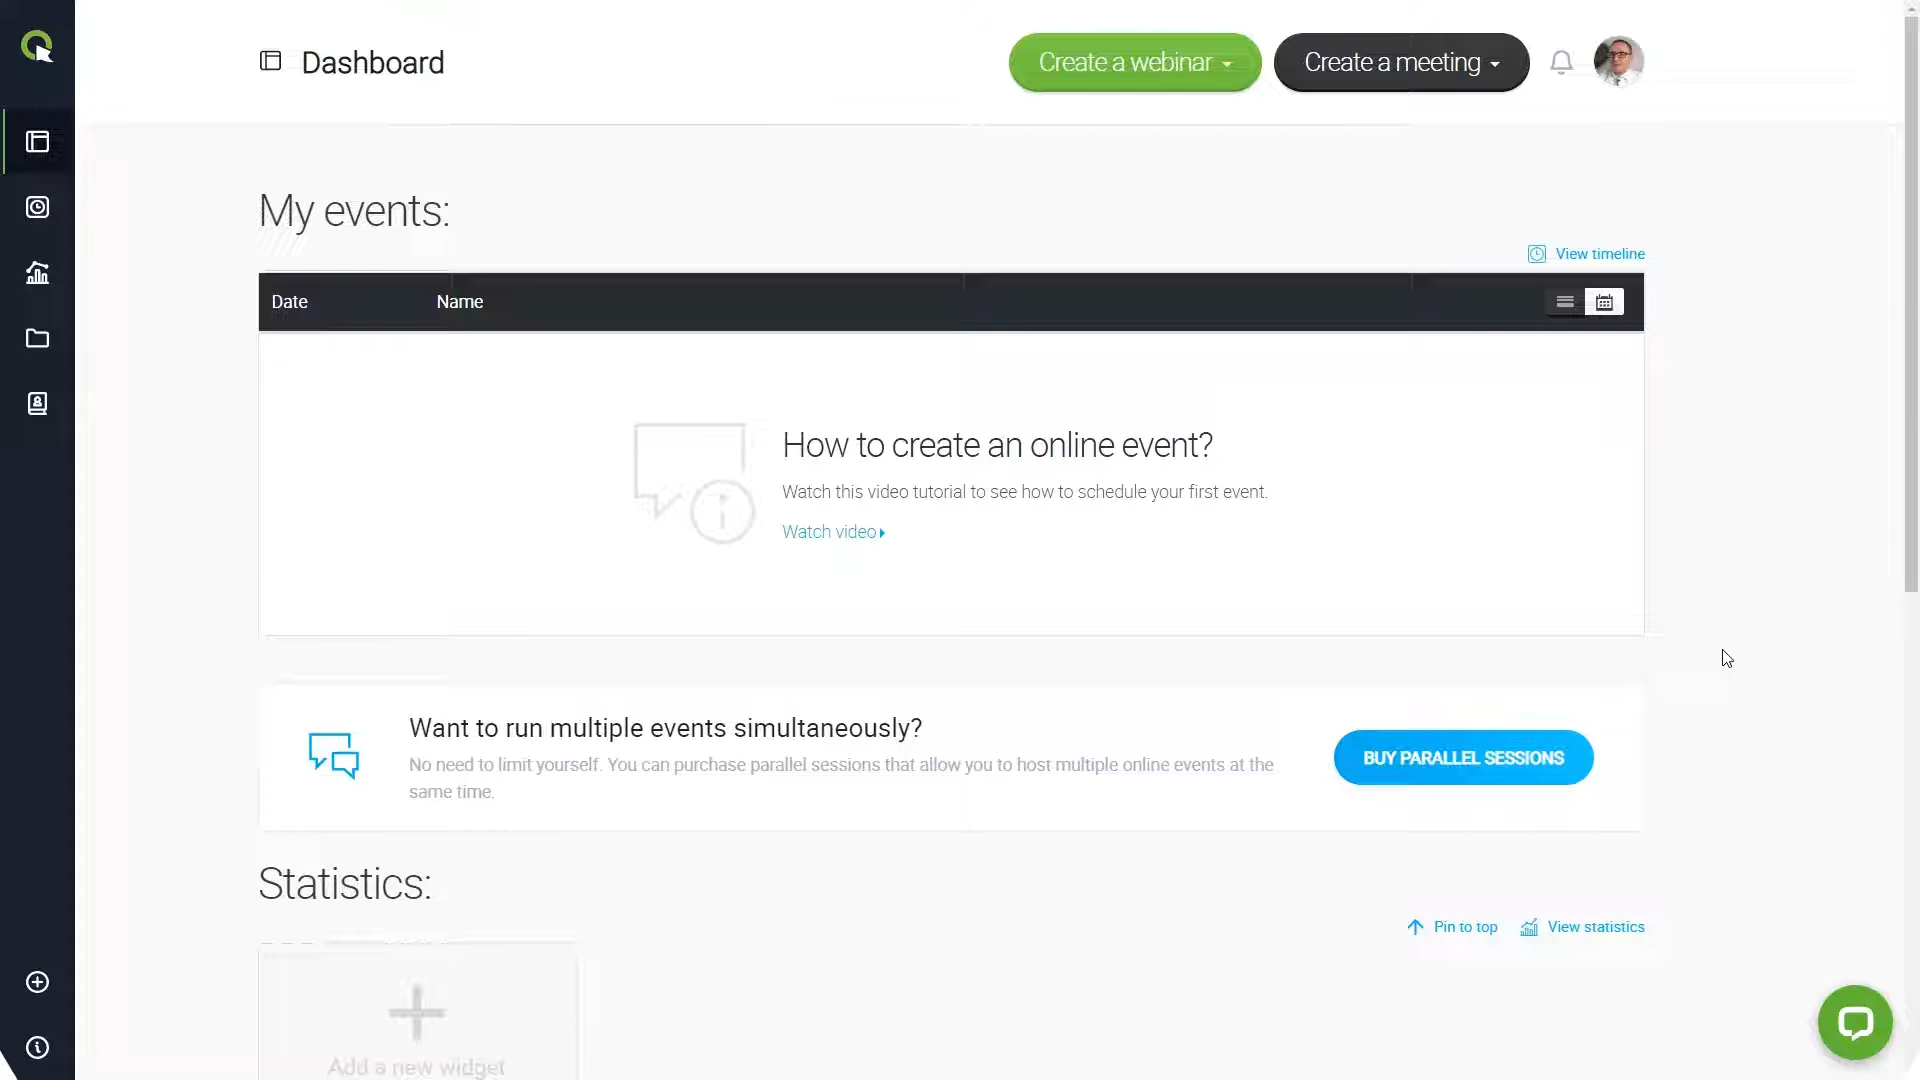 Dashboard
Create a webinar
Create a meeting
My events:
View timeline
Date
Name
How to create an online event?
Watch this video tutorial to see how to schedule your first event.
Watch video
Want to run multiple events simultaneously?
No need to limit yourself. You can purchase parallel sessions that allow you to host multiple online events at the
same time.
BUY PARALLEL SESSIONS
Statistics:
Pin to top
View statistics
Add a new widget